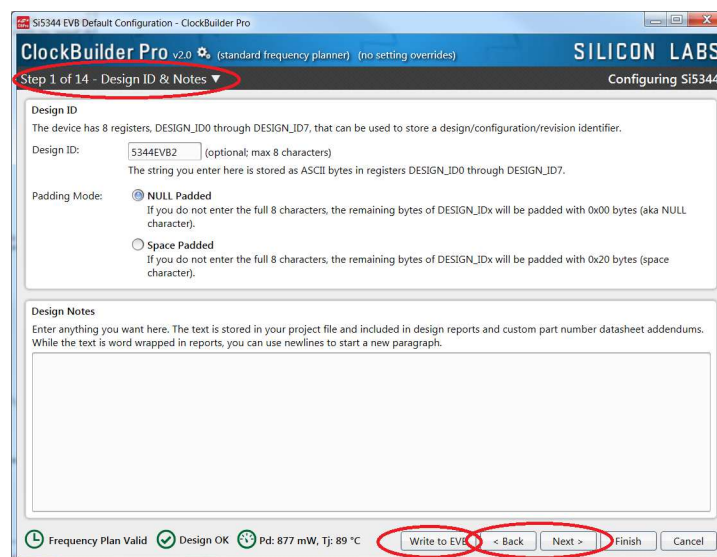 Si5344 EVB Default Configuration - ClockBuilder Pro
ClockBuilder Pro v2.0 (standard frequency planner) (no setting overrides) SILICON LABS
Step 1 of 14 - Design ID & Notes ▼ Configuring Si5344
Design ID
The device has 8 registers, DESIGN_ID0 through DESIGN_ID7, that can be used to store a design/configuration/revision identifier.
Design ID: 5344EVB2 (optional; max 8 characters)
The string you enter here is stored as ASCII bytes in registers DESIGN_ID0 through DESIGN_ID7.
Padding Mode: NULL Padded
If you do not enter the full 8 characters, the remaining bytes of DESIGN_IDx will be padded with 0x00 bytes (aka NULL
character).
Space Padded
If you do not enter the full 8 characters, the remaining bytes of DESIGN_IDx will be padded with 0x20 bytes (space
character).
Design Notes
Enter anything you want here. The text is stored in your project file and included in design reports and custom part number datasheet addendums.
While the text is word wrapped in reports, you can use newlines to start a new paragraph.
Frequency Plan Valid Design OK Pd: 877 mW, Tj: 89 °C Write to EVB < Back Next > Finish Cancel